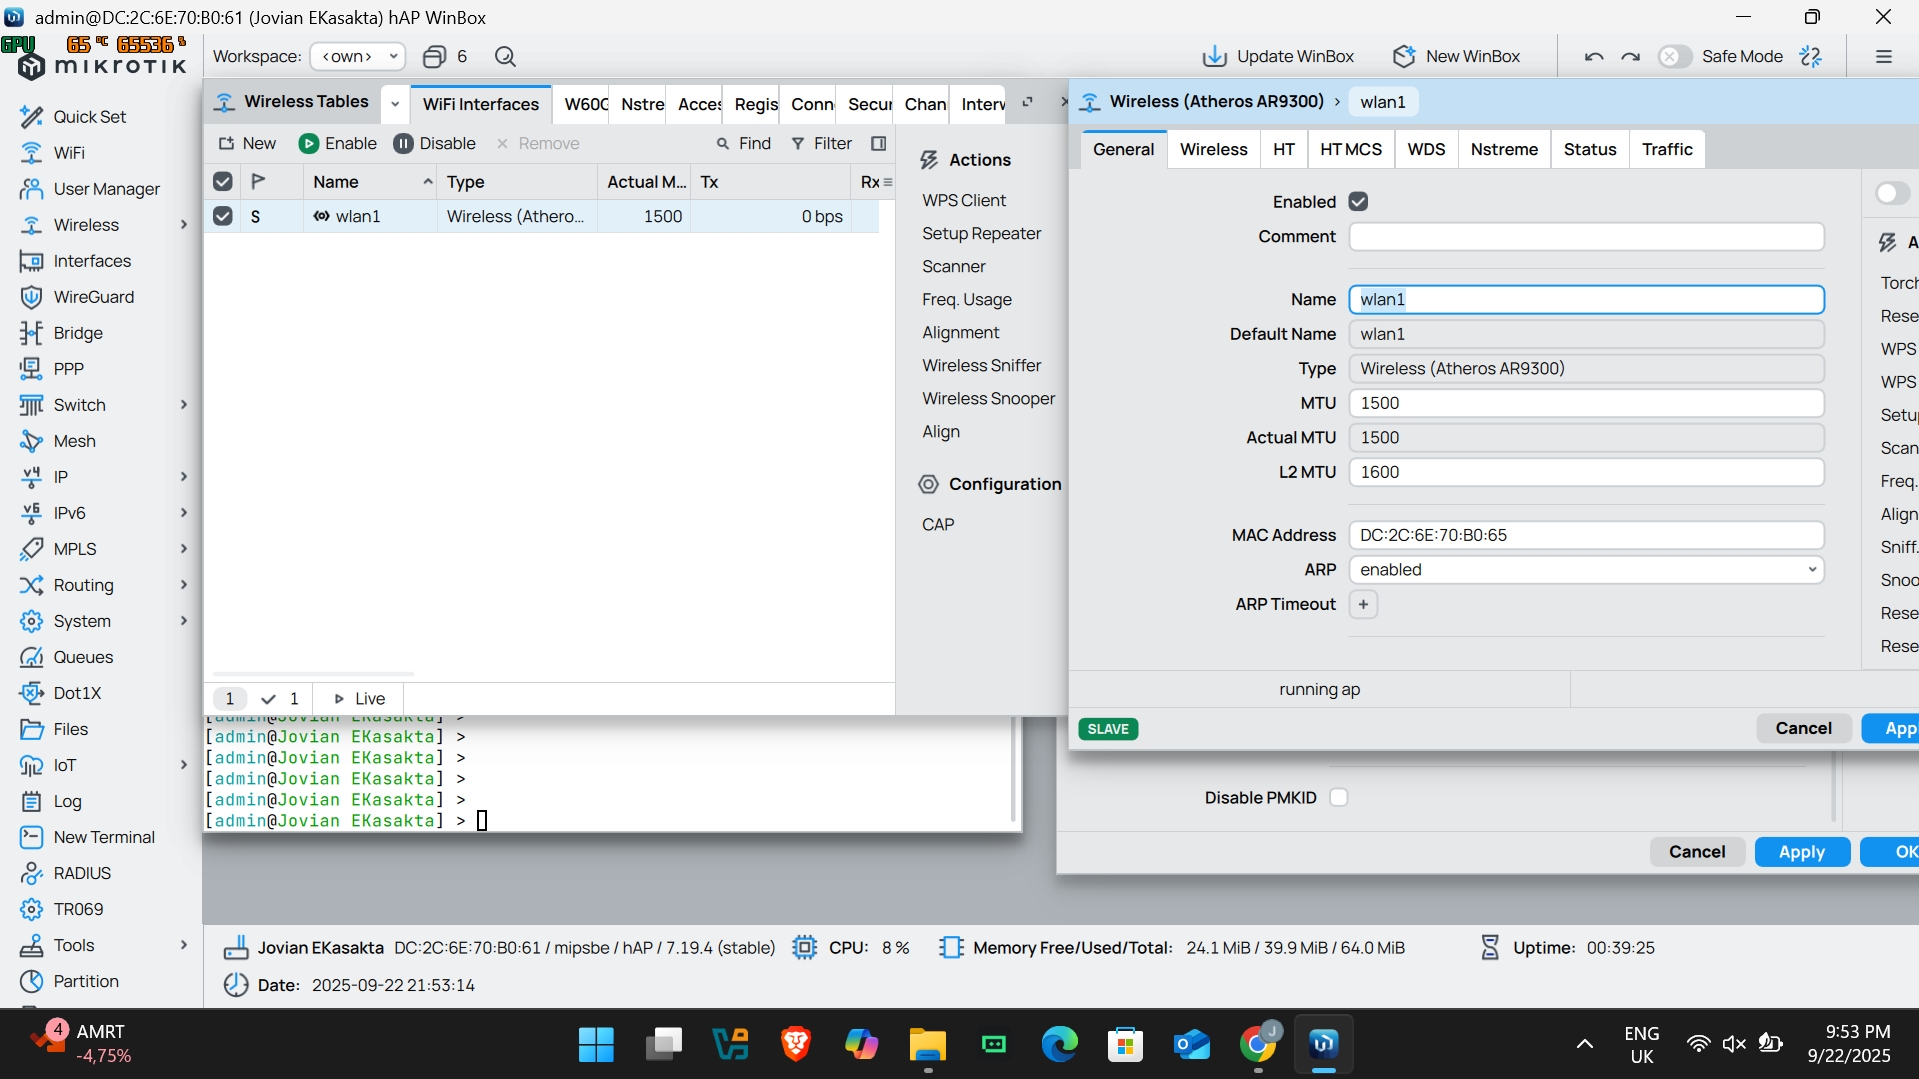 admin@DC:2C:6E:70:B0:61 (Jovian EKasakta) hAP WinBox
GPU 65 °C 65536 %
mikrotik
Workspace: <own> 6
Update WinBox New WinBox Safe Mode
Quick Set
WiFi
User Manager
Wireless
Interfaces
WireGuard
Bridge
PPP
Switch
Mesh
IP
IPv6
MPLS
Routing
System
Queues
Dot1X
Files
IoT
Log
New Terminal
RADIUS
TR069
Tools
Partition
Wireless Tables WiFi Interfaces W60G Nstre Acces Regis Conn Secur Chan Interw
New Enable Disable Remove Find Filter
Name Type Actual M... Tx Rx
S wlan1 Wireless (Athero... 1500 0 bps
1 1 Live
Actions
WPS Client
Setup Repeater
Scanner
Freq. Usage
Alignment
Wireless Sniffer
Wireless Snooper
Align
Configuration
CAP
[admin@Jovian EKasakta] >
[admin@Jovian EKasakta] >
[admin@Jovian EKasakta] >
[admin@Jovian EKasakta] >
[admin@Jovian EKasakta] >
[admin@Jovian EKasakta] >
Wireless (Atheros AR9300) > wlan1
General Wireless HT HT MCS WDS Nstreme Status Traffic
Enabled
Comment
Name wlan1
Default Name wlan1
Type Wireless (Atheros AR9300)
MTU 1500
Actual MTU 1500
L2 MTU 1600
MAC Address DC:2C:6E:70:B0:65
ARP enabled
ARP Timeout +
running ap
SLAVE
Cancel Appl
A
Torch
Rese
WPS
WPS
Setup
Scan
Freq.
Align
Sniff.
Snoo
Rese
Rese
Disable PMKID
Cancel Apply OK
Jovian EKasakta DC:2C:6E:70:B0:61 / mipsbe / hAP / 7.19.4 (stable) CPU: 8 % Memory Free/Used/Total: 24.1 MiB / 39.9 MiB / 64.0 MiB Uptime: 00:39:25
Date: 2025-09-22 21:53:14
4 AMRT
-4,75%
J
ENG
UK
9:53 PM
9/22/2025